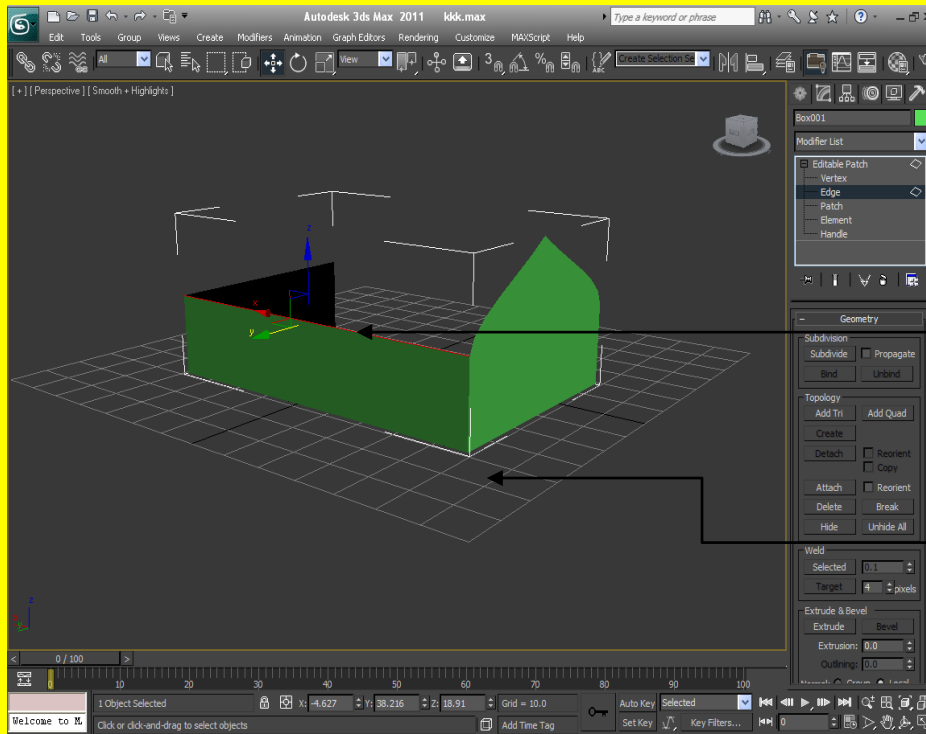 Autodesk 3ds Max 2011 kkk.max
Type a keyword or phrase
Edit Tools Group Views Create Modifiers Animation Graph Editors Rendering Customize MAXScript Help
All View Create Selection Se
[ + ] [ Perspective ] [ Smooth + Highlights ]
Box001
Modifier List
Editable Patch
Vertex
Edge
Patch
Element
Handle
z
x
y
Geometry
Subdivision
Subdivide Propagate
Bind Unbind
Topology
Add Tri Add Quad
Create
Detach Reorient
Copy
Attach Reorient
Delete Break
Hide Unhide All
Weld
Selected 0.1
Target 4 pixels
Extrude & Bevel
Extrude Bevel
Extrusion: 0.0
Outlining: 0.0
z
y
< 0 / 100 >
0 10 20 30 40 50 60 70 80 90 100
1 Object Selected X: -4.627 Y: 38.216 Z: 18.91 Grid = 10.0 Auto Key Selected
Welcome to M Click or click-and-drag to select objects Add Time Tag Set Key Key Filters... 0